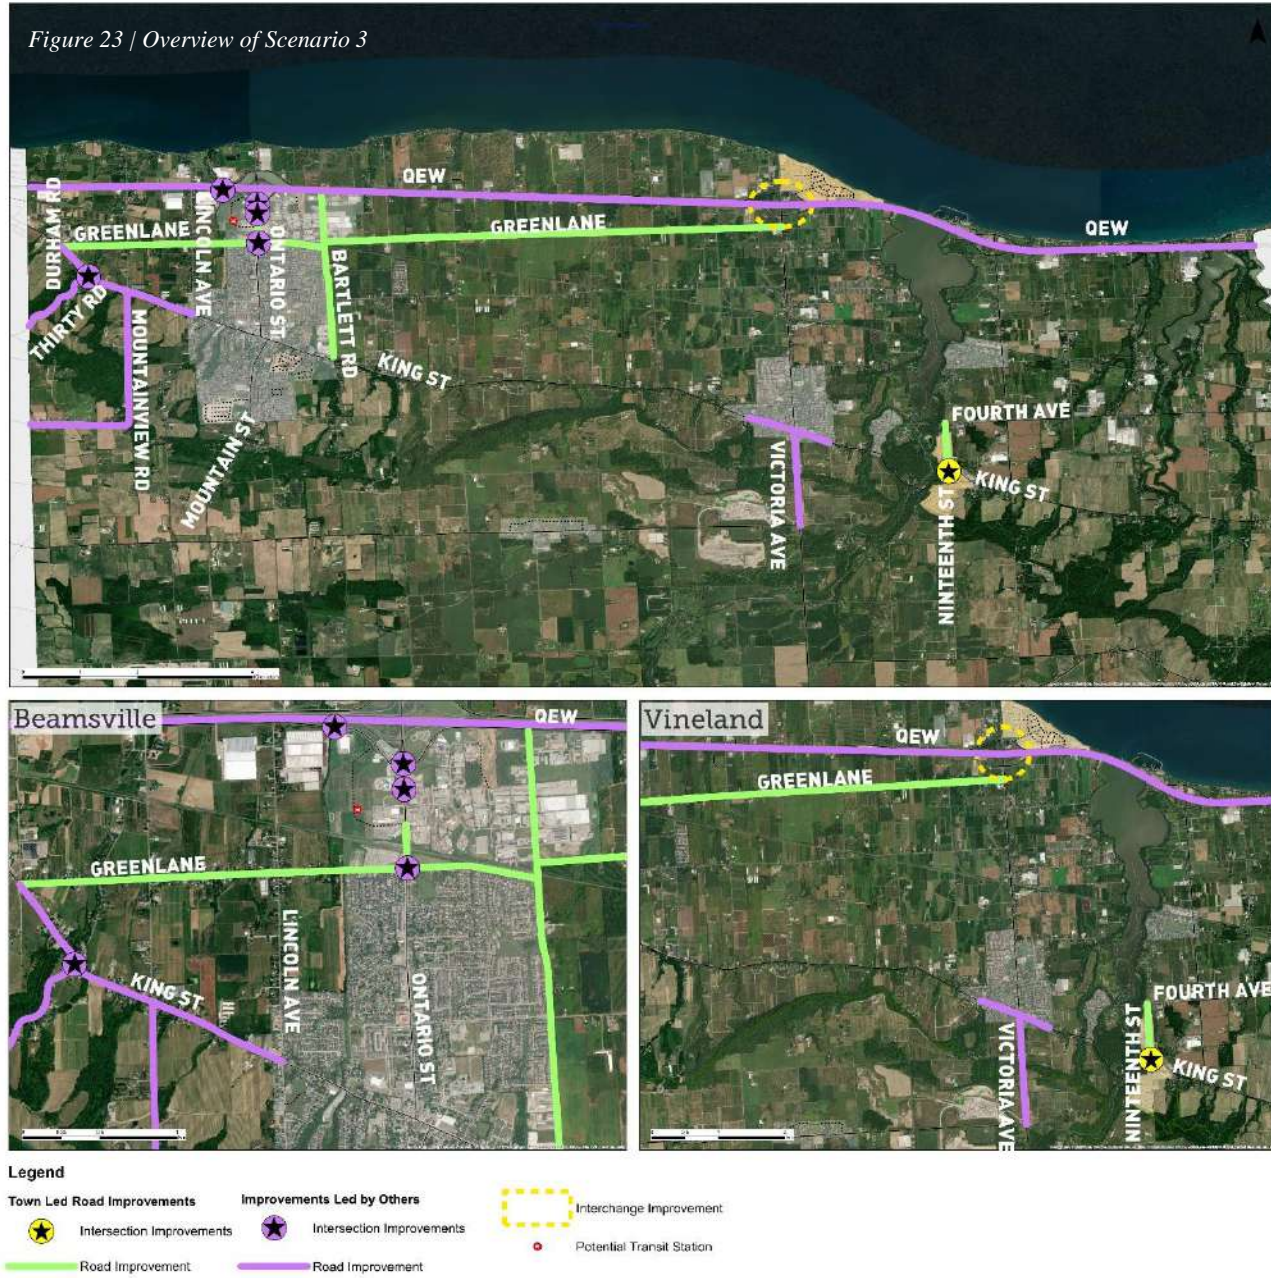 Figure 23 | Overview of Scenario 3
QEW
QEW
DURHAM RD
GREENLANE
LINCOLN AVE
ONTARIO ST
GREENLANE
THIRTY RD
MOUNTAINVIEW RD
BARTLETT RD
KING ST
MOUNTAIN ST
VICTORIA AVE
FOURTH AVE
KING ST
NINTEENTH ST
Beamsville
QEW
GREENLANE
LINCOLN AVE
KING ST
ONTARIO ST
Vineland
QEW
GREENLANE
VICTORIA AVE
NINTEENTH ST
FOURTH AVE
KING ST
Legend
Town Led Road Improvements
Intersection Improvements
Road Improvement
Improvements Led by Others
Intersection Improvements
Road Improvement
Interchange Improvement
Potential Transit Station